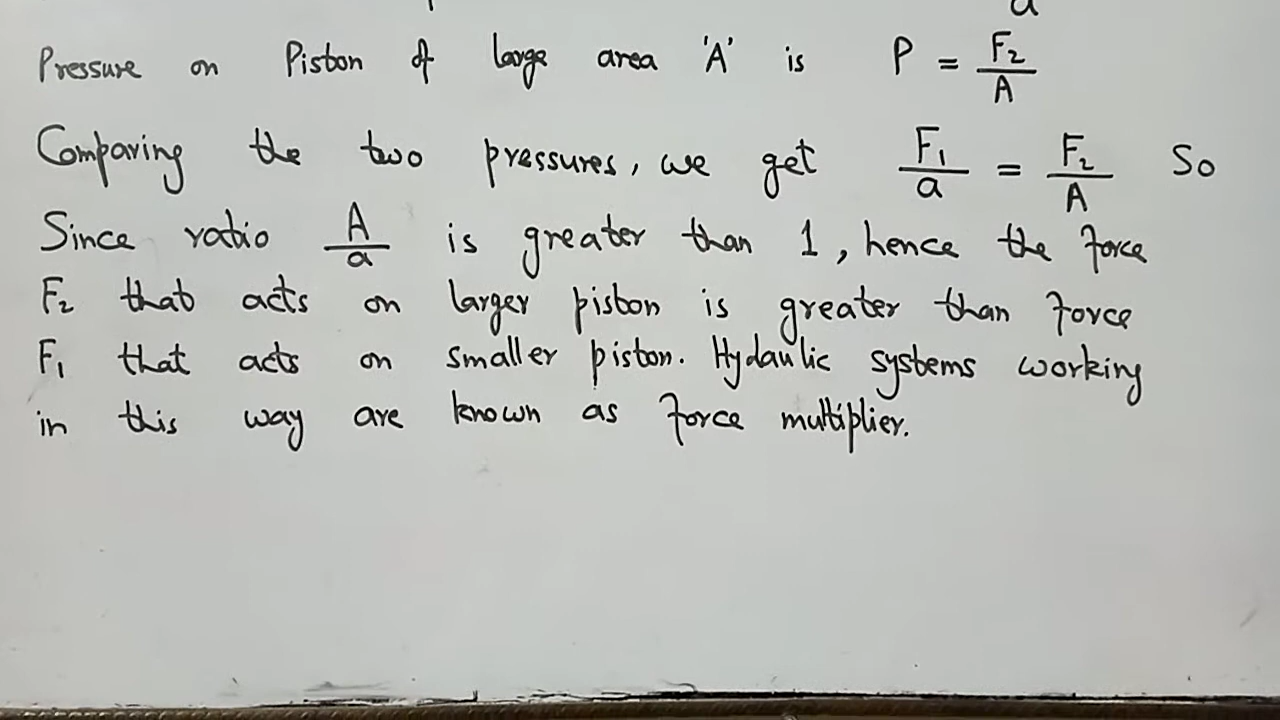 a
Pressure on Piston of large area 'A' is P = F₂/A
Comparing the two pressures, we get F₁/a = F₂/A So
Since ratio A/a is greater than 1, hence the force
F₂ that acts on larger piston is greater than force
F₁ that acts on smaller piston. Hydaulic systems working
in this way are known as force multiplier.